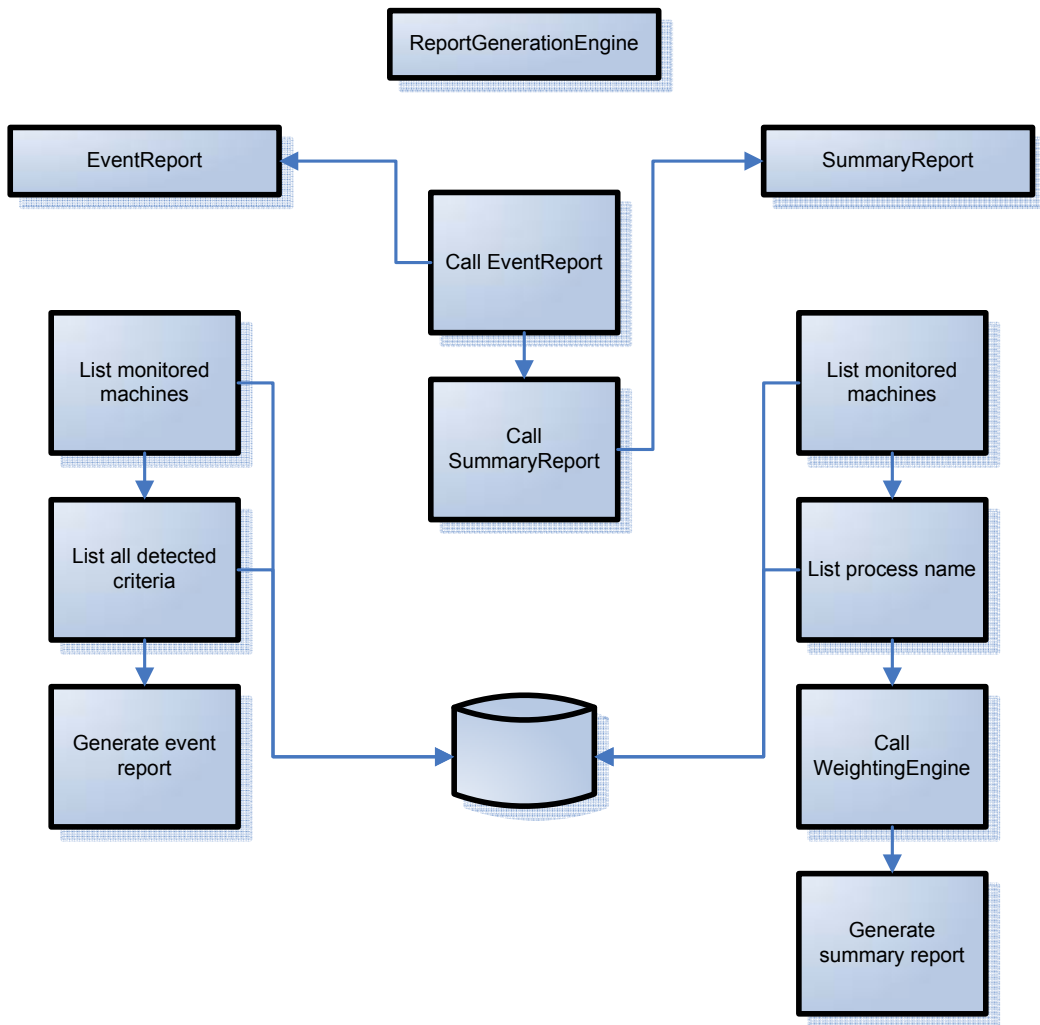 ReportGenerationEngine
EventReport
SummaryReport
Call EventReport
List monitored
machines
List monitored
machines
Call
SummaryReport
List all detected
criteria
List process name
Generate event
report
Call
WeightingEngine
Generate
summary report